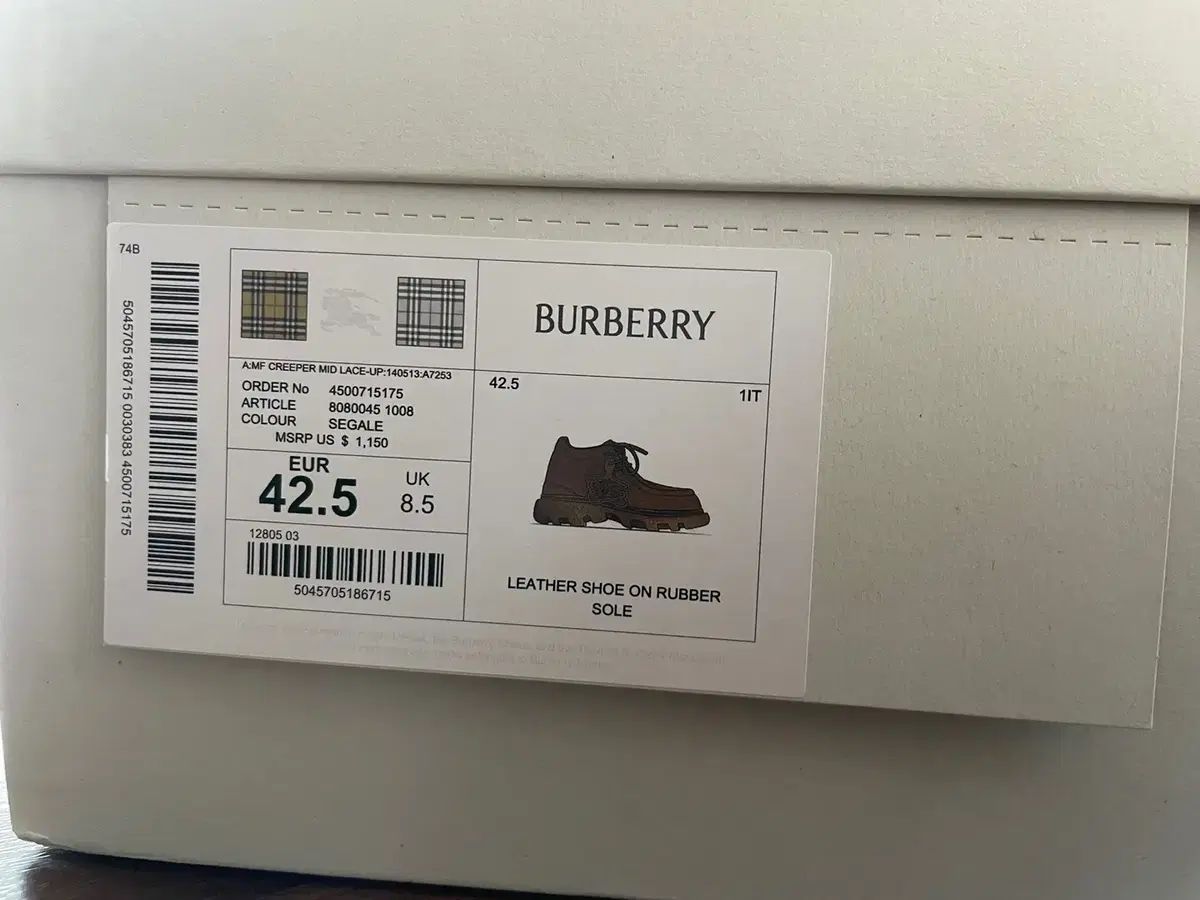 74B
5045705186715 0030383 4500715175
A:MF CREEPER MID LACE-UP:140513:A7253
ORDER No 4500715175
ARTICLE 8080045 1008
COLOUR SEGALE
MSRP US $ 1,150
EUR
42.5
UK
8.5
12805 03
5045705186715
BURBERRY
42.5
1IT
LEATHER SHOE ON RUBBER
SOLE